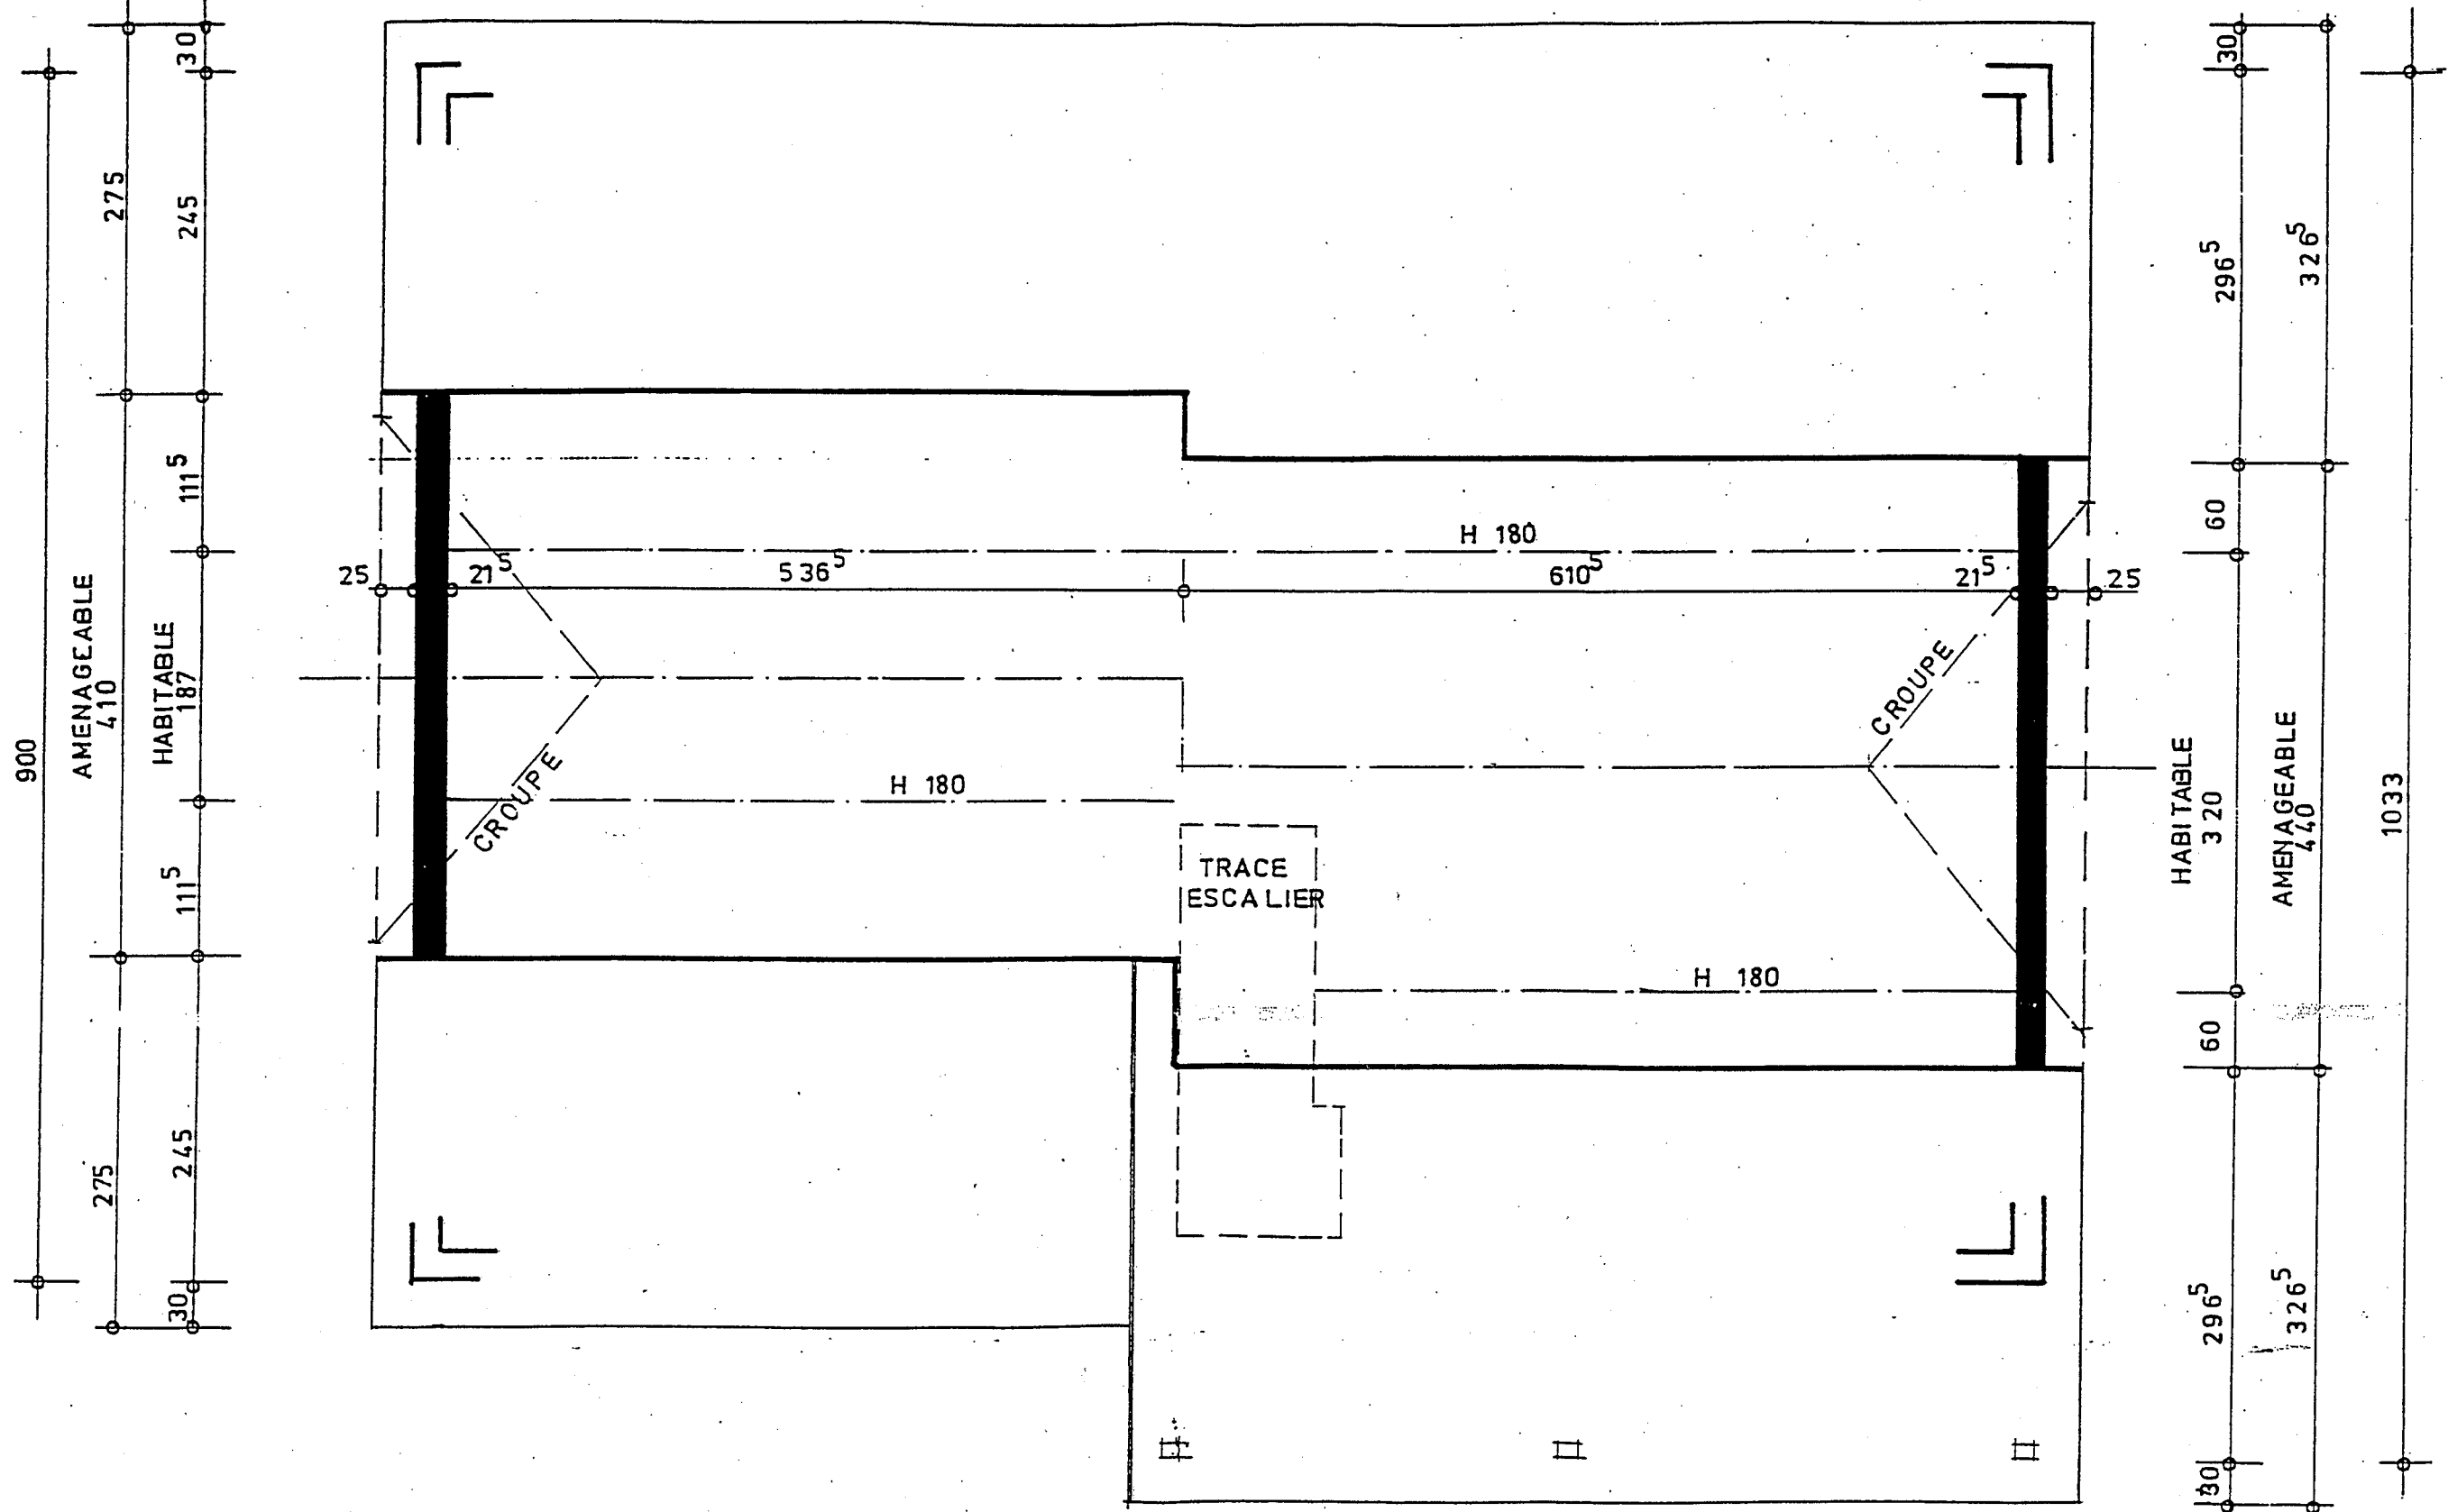 30
275
245
111⁵
AMENAGEABLE
410
HABITABLE
187
900
111⁵
245
275
30
H 180
25
21⁵
536⁵
610⁵
21⁵
25
CROUPE
CROUPE
H 180
TRACE
ESCALIER
H 180
30
296⁵
326⁵
60
HABITABLE
320
AMENAGEABLE
440
1033
60
296⁵
326⁵
30